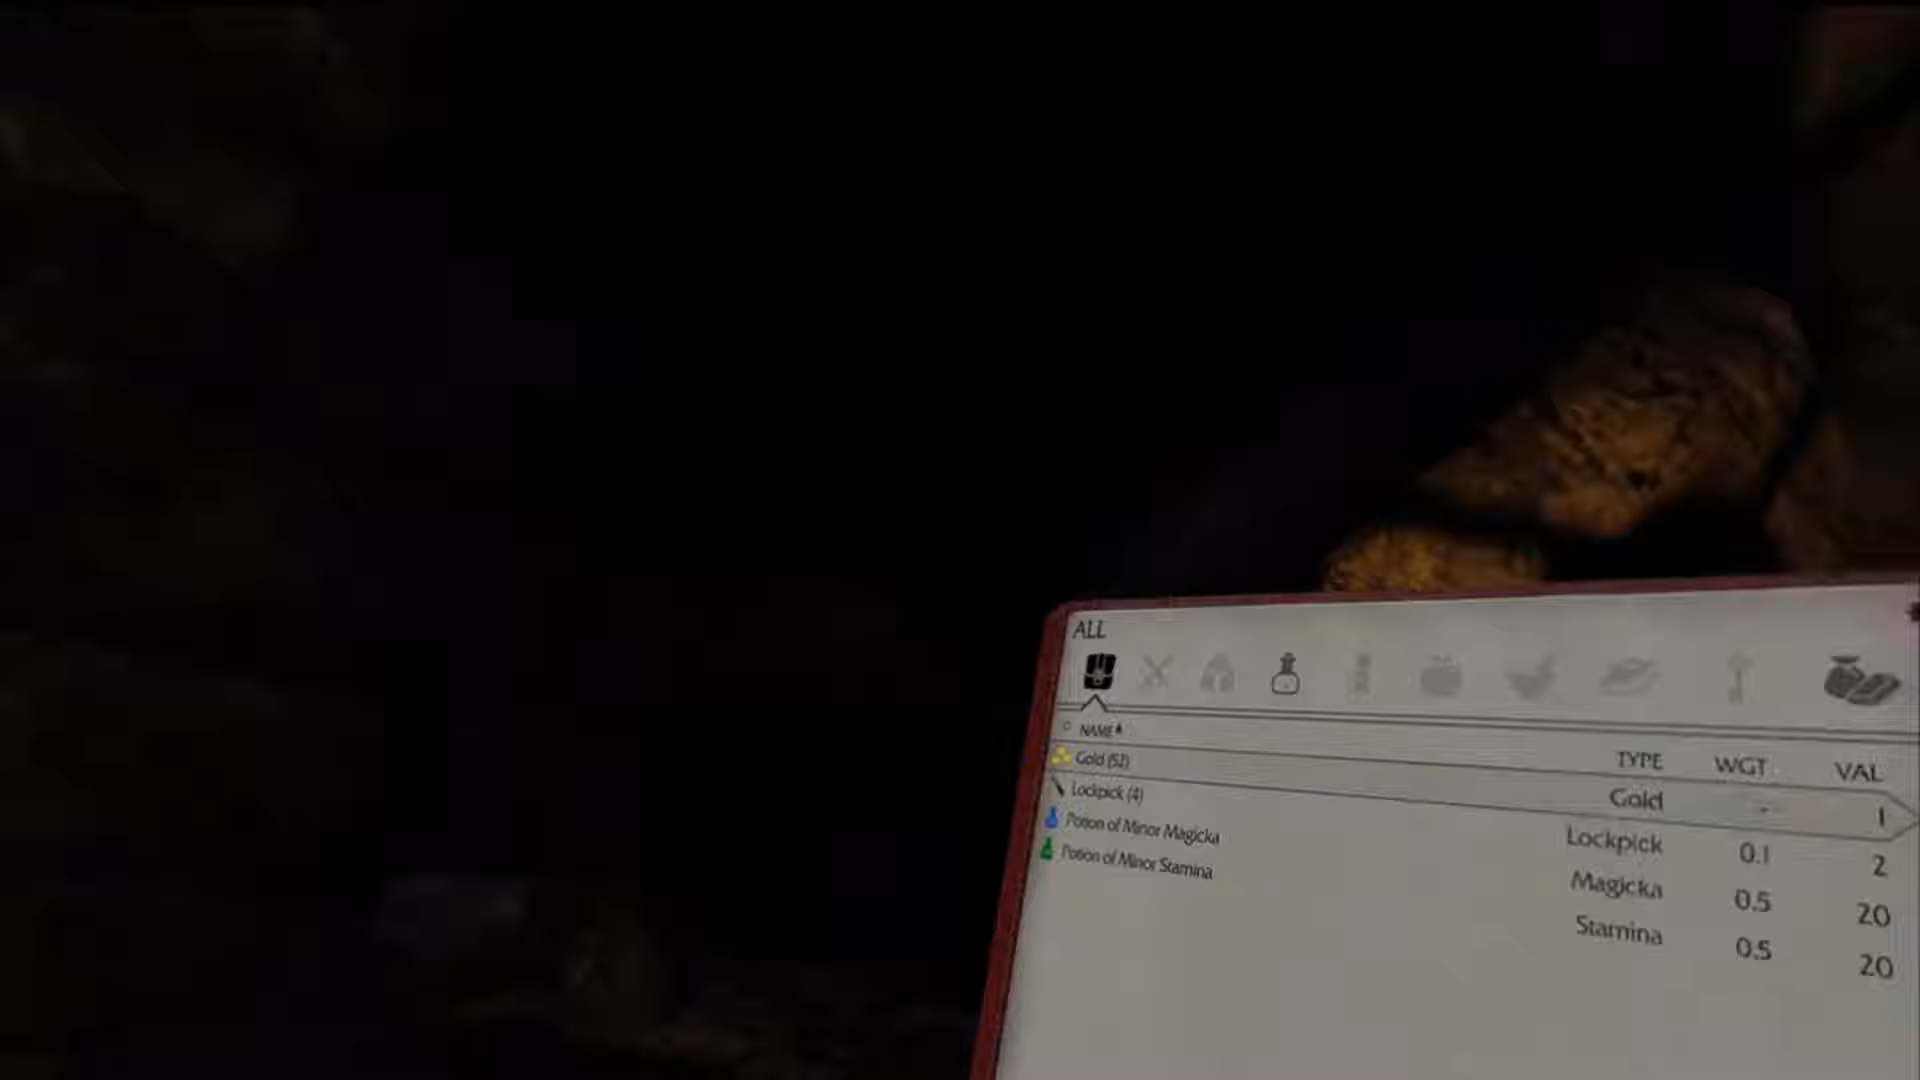 ALL
NAME TYPE WGT VAL
Gold (52) Gold - 1
Lockpick (4) Lockpick 0.1 2
Potion of Minor Magicka Magicka 0.5 20
Potion of Minor Stamina Stamina 0.5 20